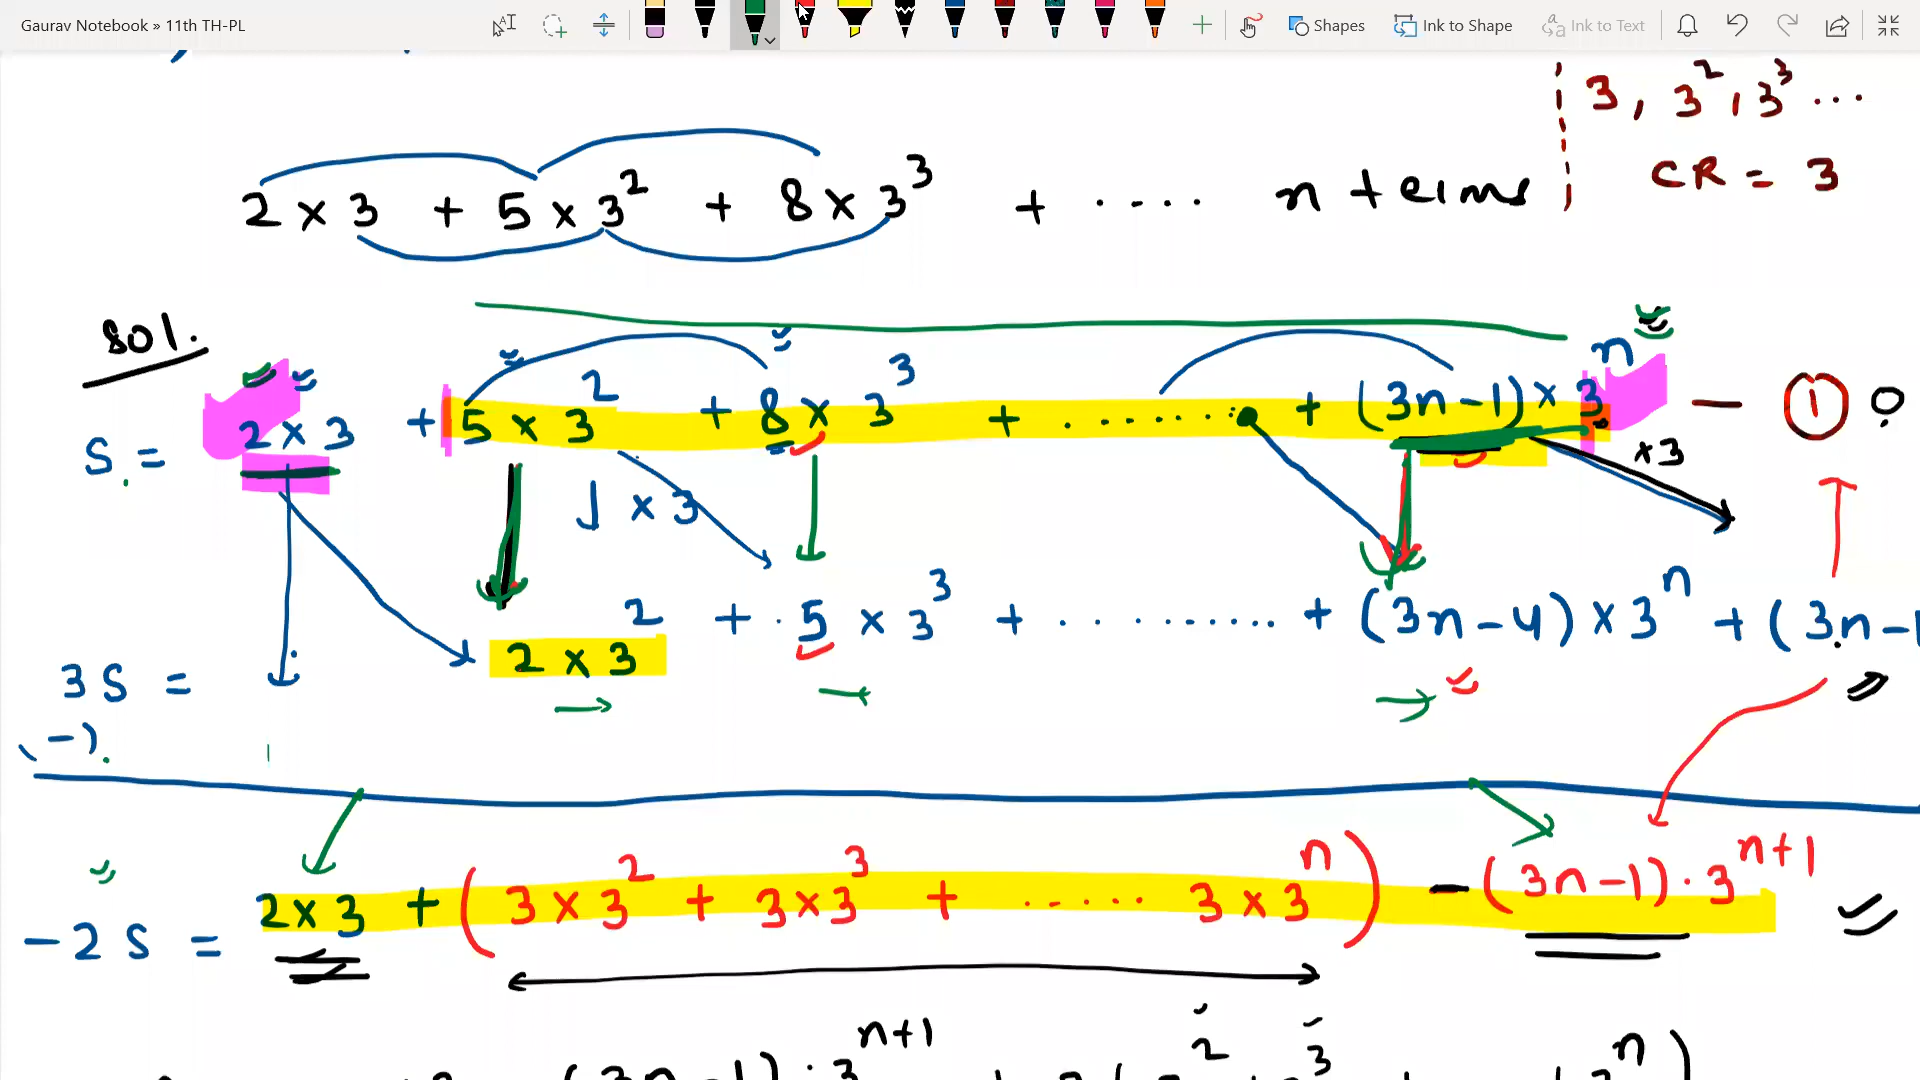 Gaurav Notebook » 11th TH-PL
Shapes Ink to Shape Ink to Text
3, 3², 3³ ...
CR = 3
2 × 3 + 5 × 3² + 8 × 3³ + .... n terms
sol.
S = 2 × 3 + 5 × 3² + 8 × 3³ + ....... + (3n-1) × 3ⁿ — ①
× 3 ×3
3S = 2 × 3² + 5 × 3³ + ......... + (3n-4) × 3ⁿ + (3n-1
(-)
-2S = 2×3 + (3×3² + 3×3³ + ..... 3×3ⁿ) - (3n-1)·3ⁿ⁺¹